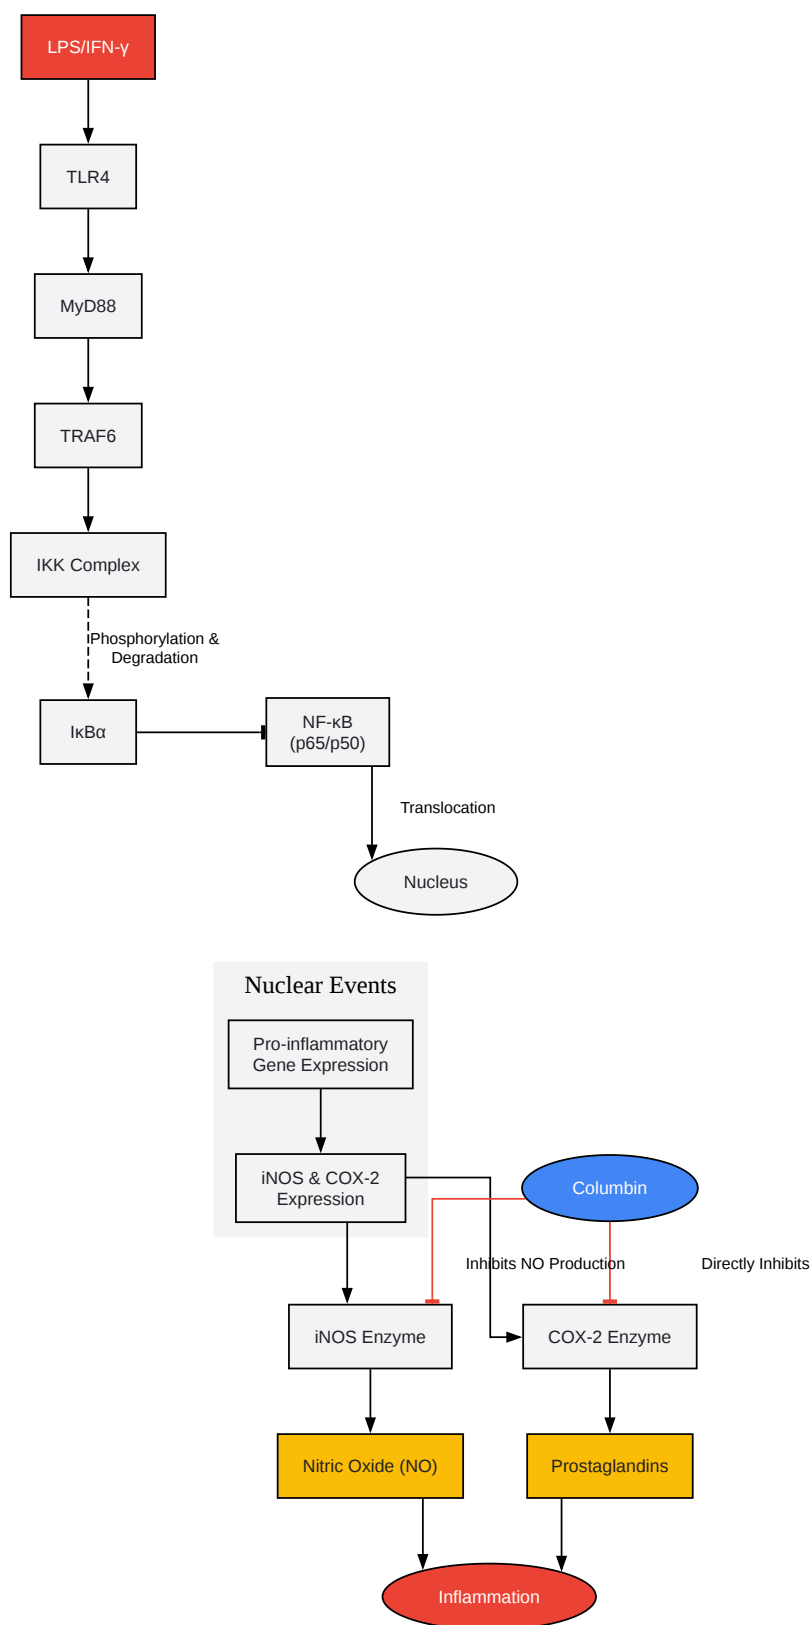 LPS/IFN-γ
TLR4
MyD88
TRAF6
IKK Complex
Phosphorylation &
Degradation
IκBα
NF-κB
(p65/p50)
Translocation
Nucleus
Nuclear Events
Pro-inflammatory
Gene Expression
iNOS & COX-2
Expression
Columbin
Inhibits NO Production
Directly Inhibits
iNOS Enzyme
COX-2 Enzyme
Nitric Oxide (NO)
Prostaglandins
Inflammation